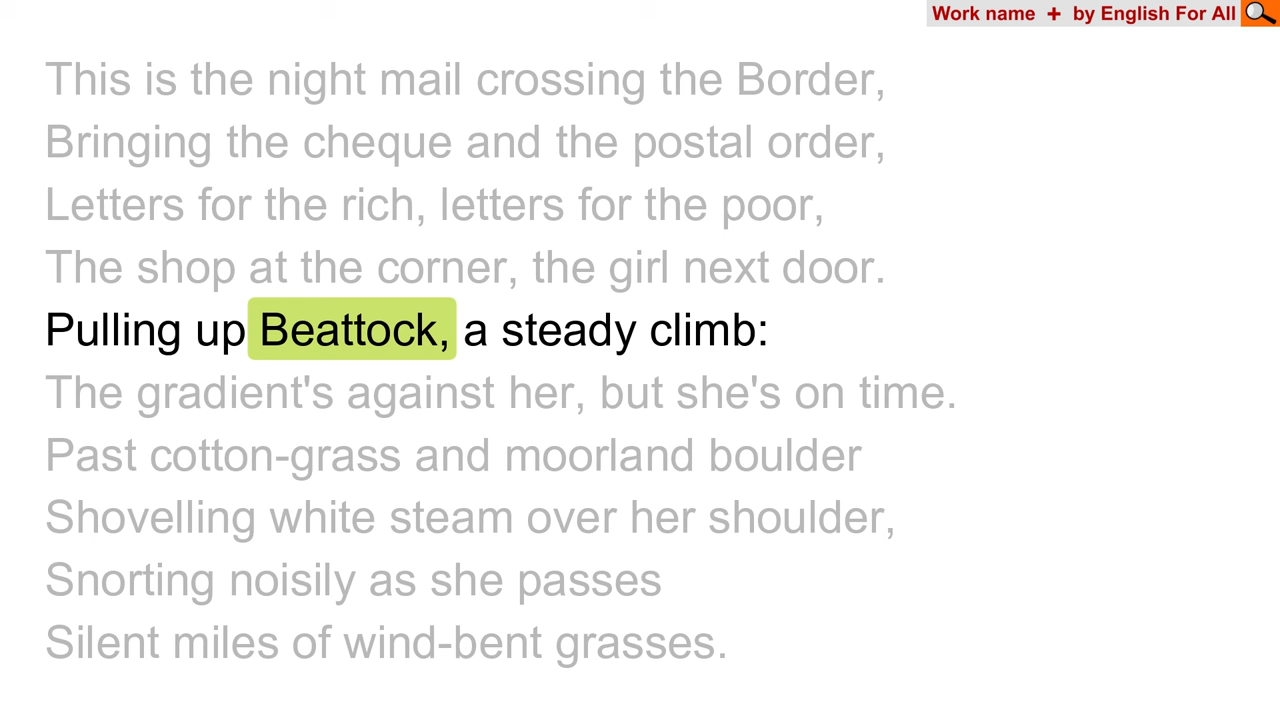 Work name + by English For All
This is the night mail crossing the Border,
Bringing the cheque and the postal order,
Letters for the rich, letters for the poor,
The shop at the corner, the girl next door.
Pulling up Beattock, a steady climb:
The gradient's against her, but she's on time.
Past cotton-grass and moorland boulder
Shovelling white steam over her shoulder,
Snorting noisily as she passes
Silent miles of wind-bent grasses.